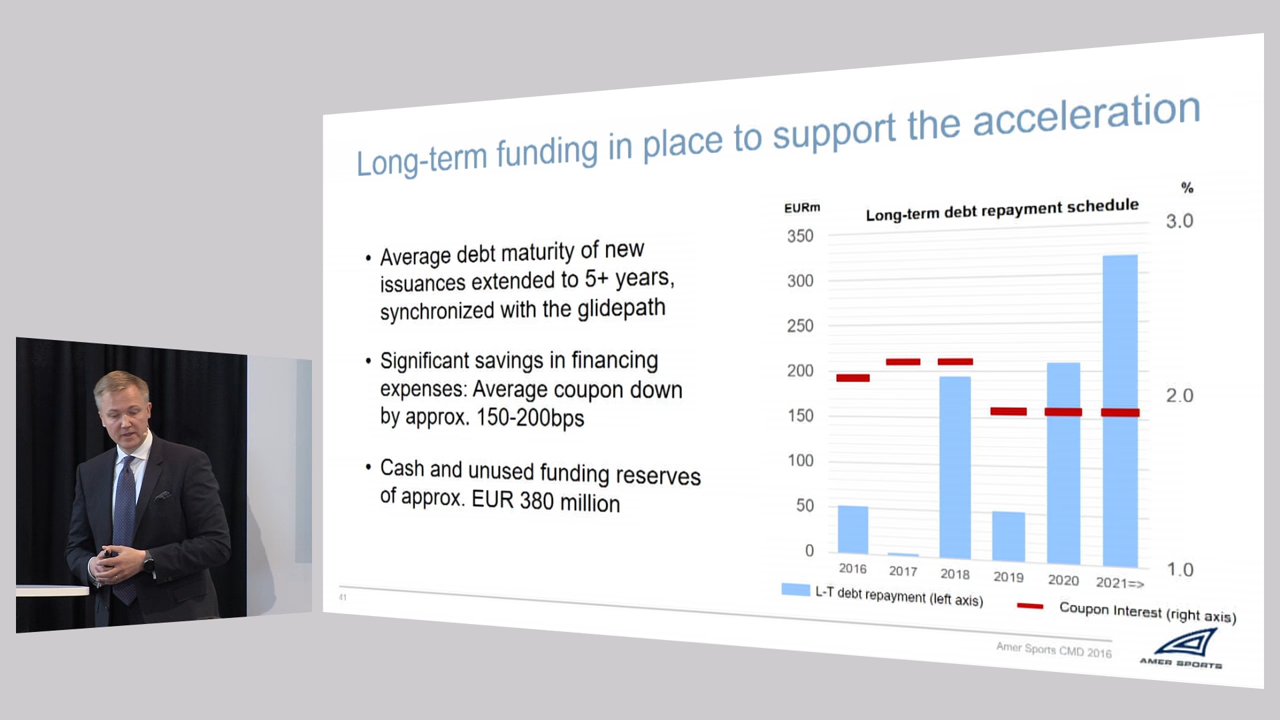 Long-term funding in place to support the acceleration
• Average debt maturity of new
issuances extended to 5+ years,
synchronized with the glidepath
• Significant savings in financing
expenses: Average coupon down
by approx. 150-200bps
• Cash and unused funding reserves
of approx. EUR 380 million
EURm
Long-term debt repayment schedule
%
350
300
250
200
150
100
50
0
3.0
2.0
1.0
2016 2017 2018 2019 2020 2021=>
L-T debt repayment (left axis)
Coupon Interest (right axis)
41
Amer Sports CMD 2016
AMER SPORTS